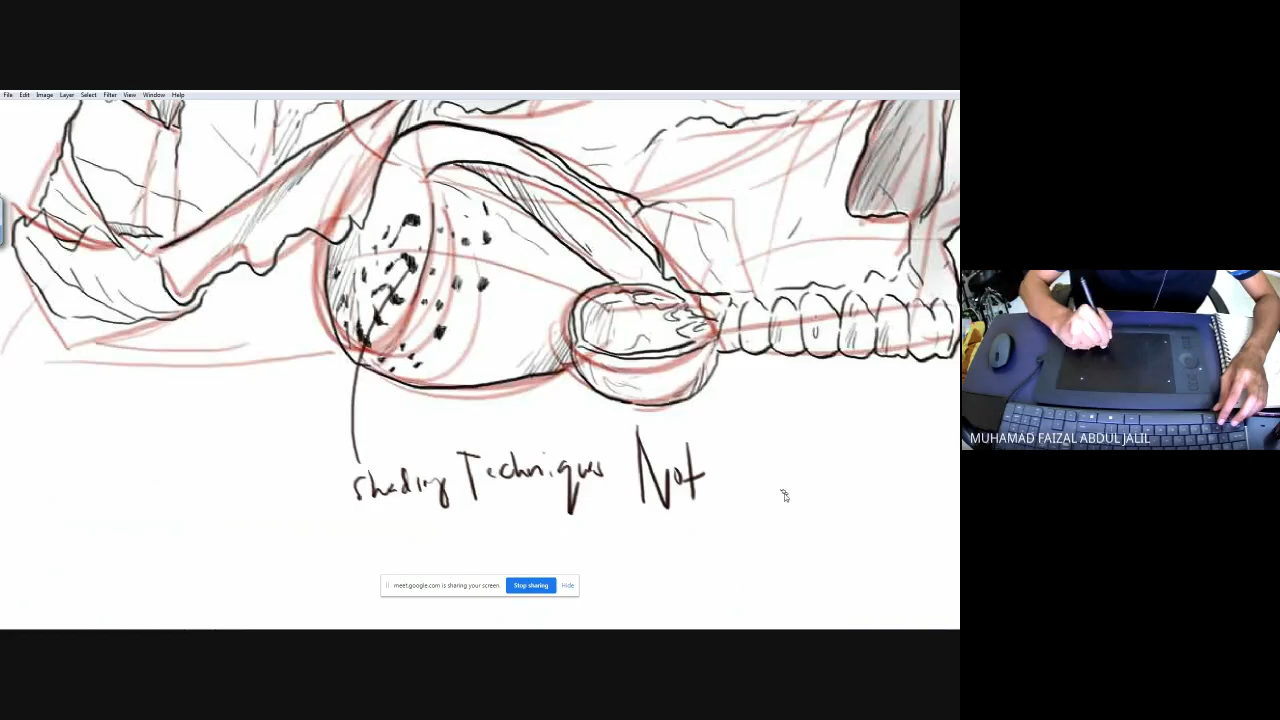 File Edit Image Layer Select Filter View Window Help
shading Techniques Not
meet.google.com is sharing your screen. Stop sharing Hide
MUHAMAD FAIZAL ABDUL JALIL